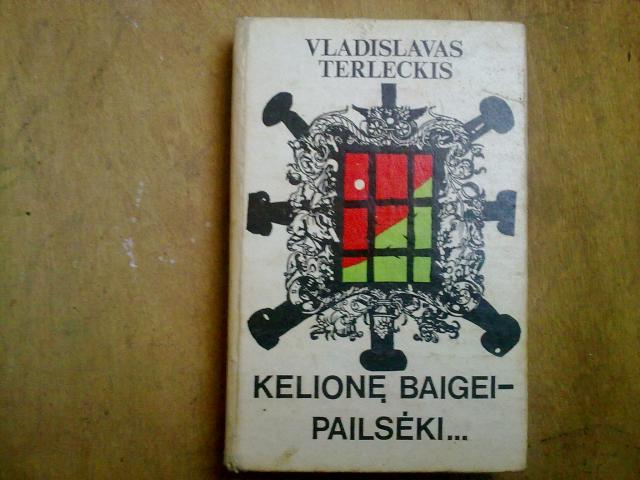 VLADISLAVAS
TERLECKIS
KELIONĘ BAIGEI–
PAILSĖKI...